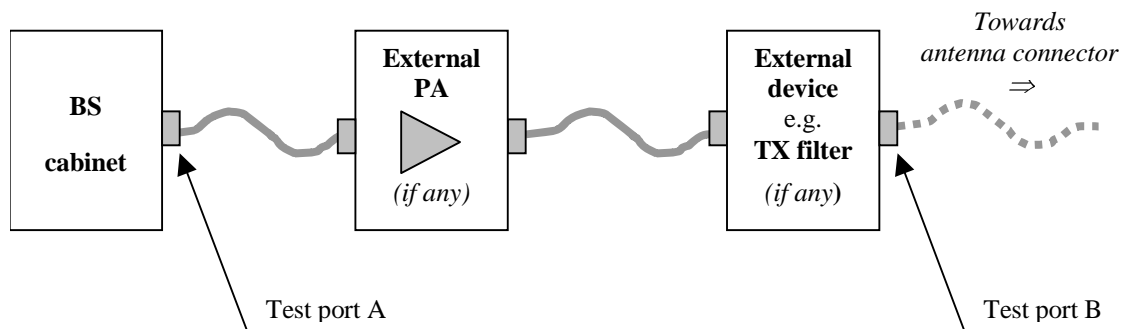 BS
cabinet
External
PA
(if any)
External
device
e.g.
TX filter
(if any)
Towards
antenna connector
⇒
Test port A
Test port B